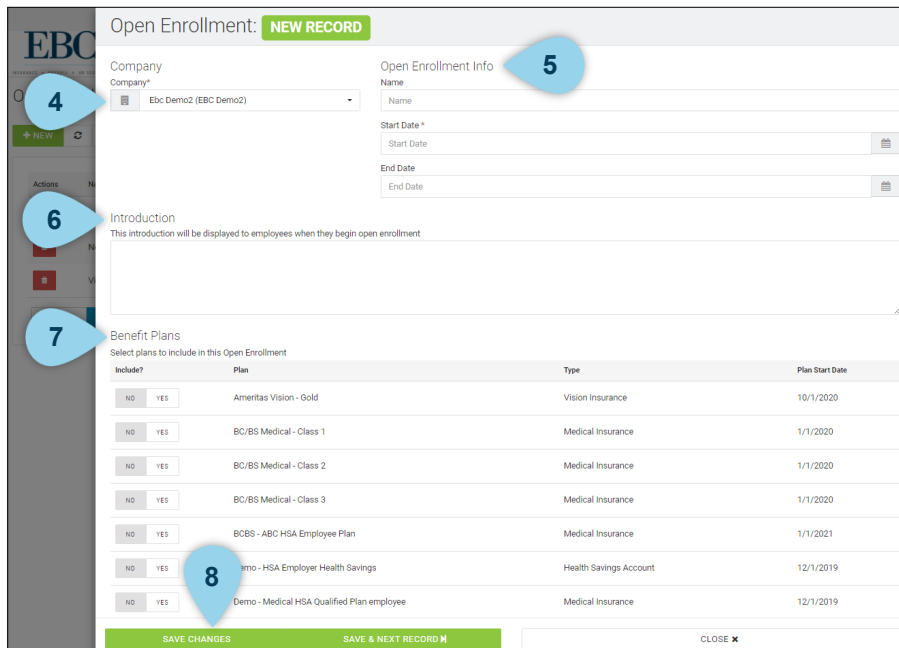 Open Enrollment: NEW RECORD
EBC
Company
Open Enrollment Info
5
Company*
Name
4
Ebc Demo2 (EBC Demo2)
Name
Start Date *
+ NEW
Start Date
End Date
End Date
Actions
6
Introduction
This introduction will be displayed to employees when they begin open enrollment
7
Benefit Plans
Select plans to include in this Open Enrollment
Include? Plan Type Plan Start Date
NO YES Ameritas Vision - Gold Vision Insurance 10/1/2020
NO YES BC/BS Medical - Class 1 Medical Insurance 1/1/2020
NO YES BC/BS Medical - Class 2 Medical Insurance 1/1/2020
NO YES BC/BS Medical - Class 3 Medical Insurance 1/1/2020
NO YES BCBS - ABC HSA Employee Plan Medical Insurance 1/1/2021
NO YES emo - HSA Employer Health Savings Health Savings Account 12/1/2019
8
NO YES Demo - Medical HSA Qualified Plan employee Medical Insurance 12/1/2019
SAVE CHANGES SAVE & NEXT RECORD CLOSE ✖